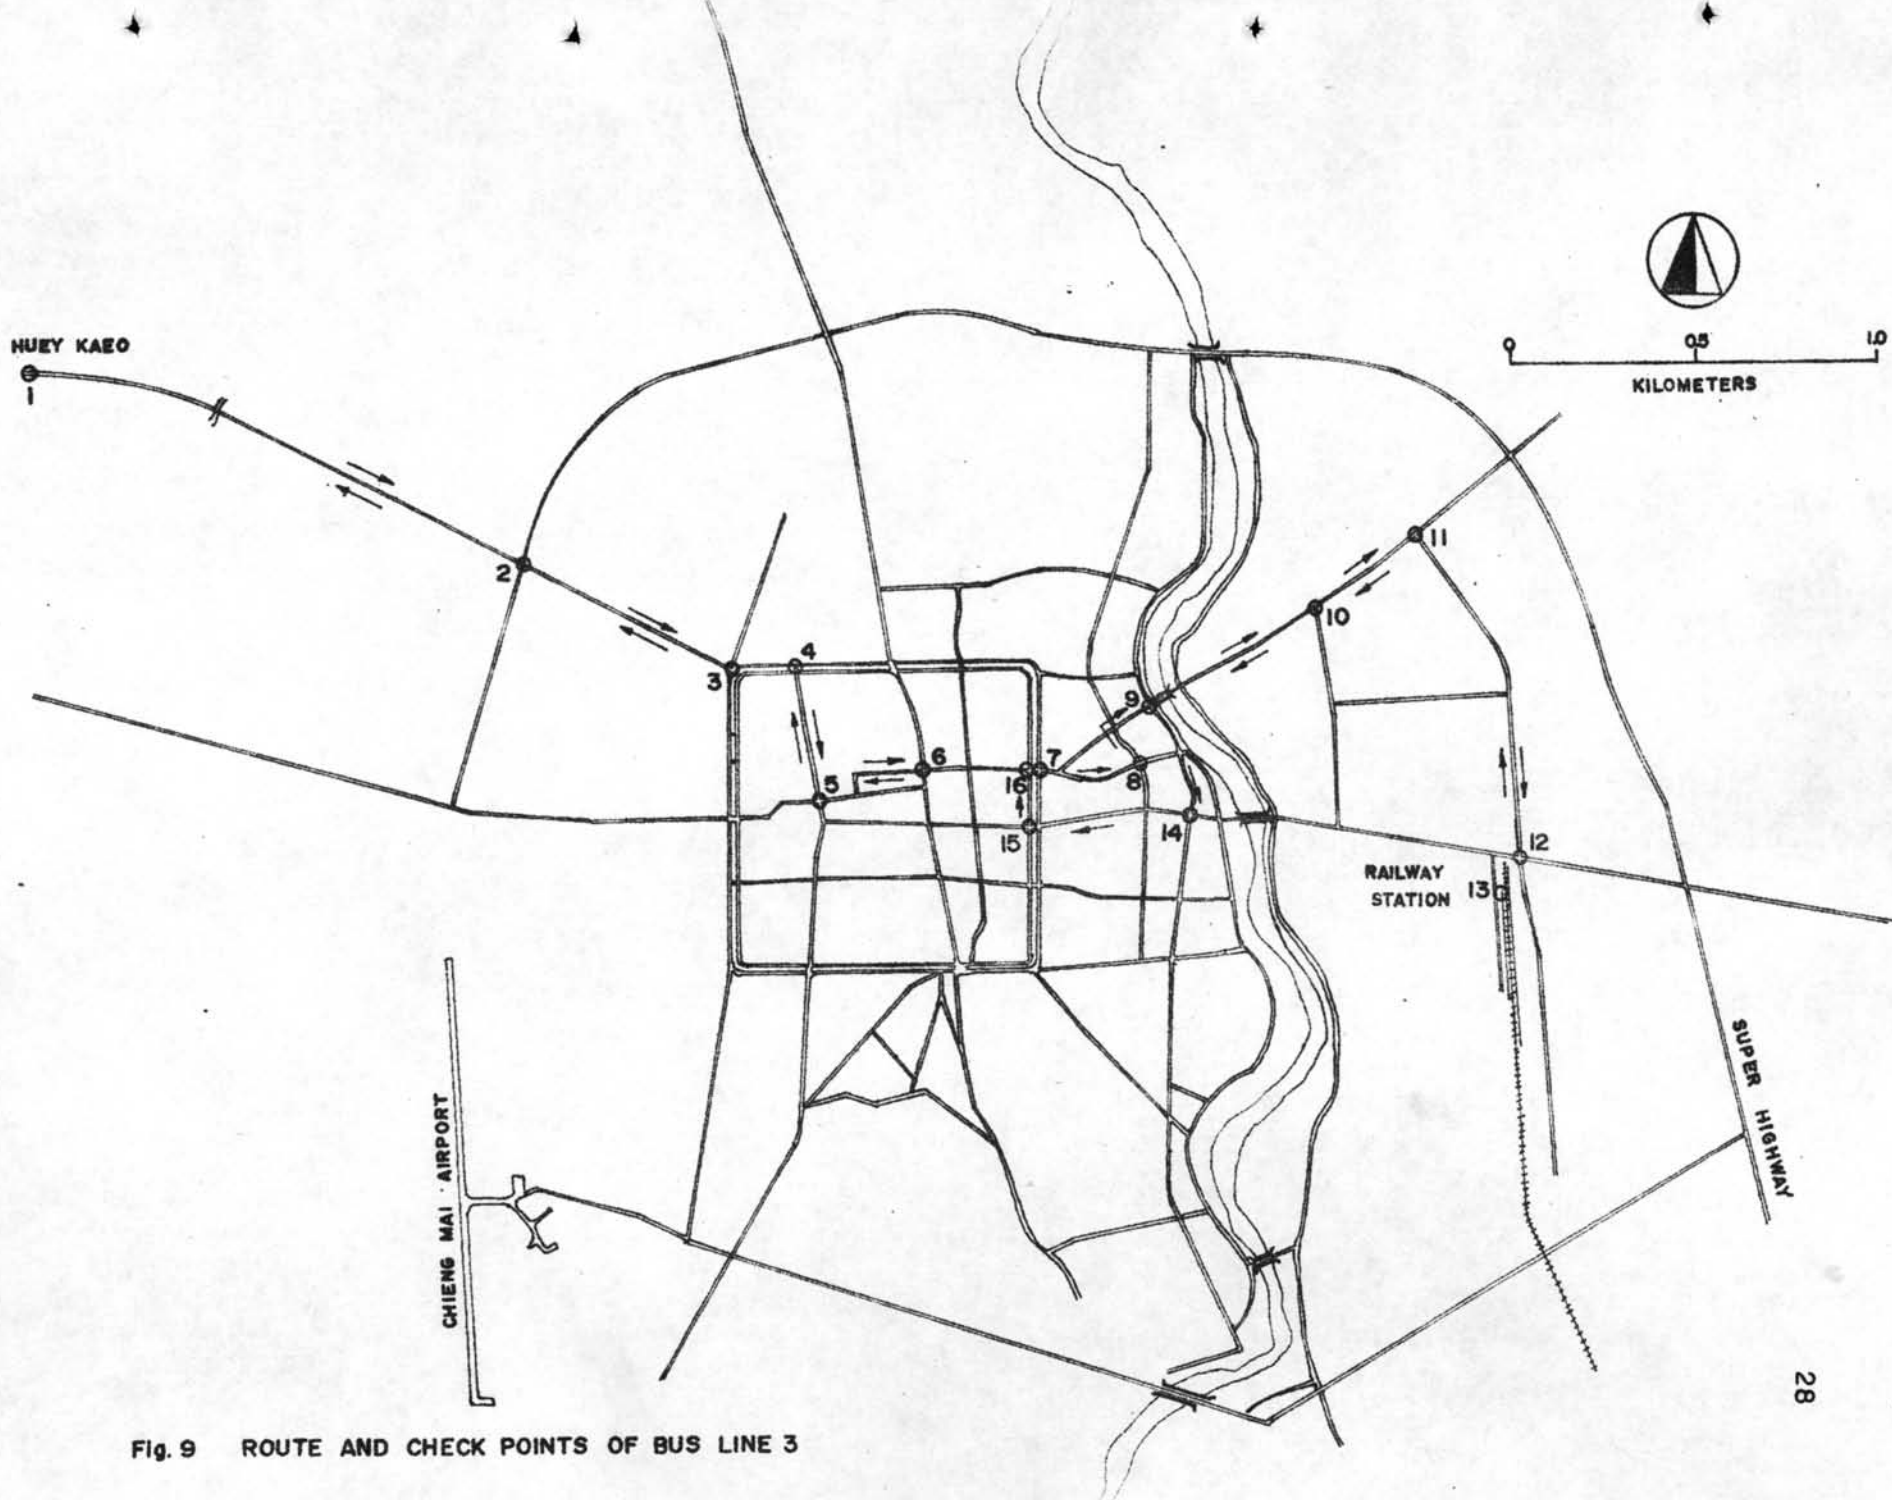 HUEY KAEO
1
2
3
4
5
6
7
8
9
10
11
12
13
14
15
16
0 0.5 1.0
KILOMETERS
RAILWAY
STATION
SUPER HIGHWAY
CHIENG MAI AIRPORT
28
Fig. 9 ROUTE AND CHECK POINTS OF BUS LINE 3